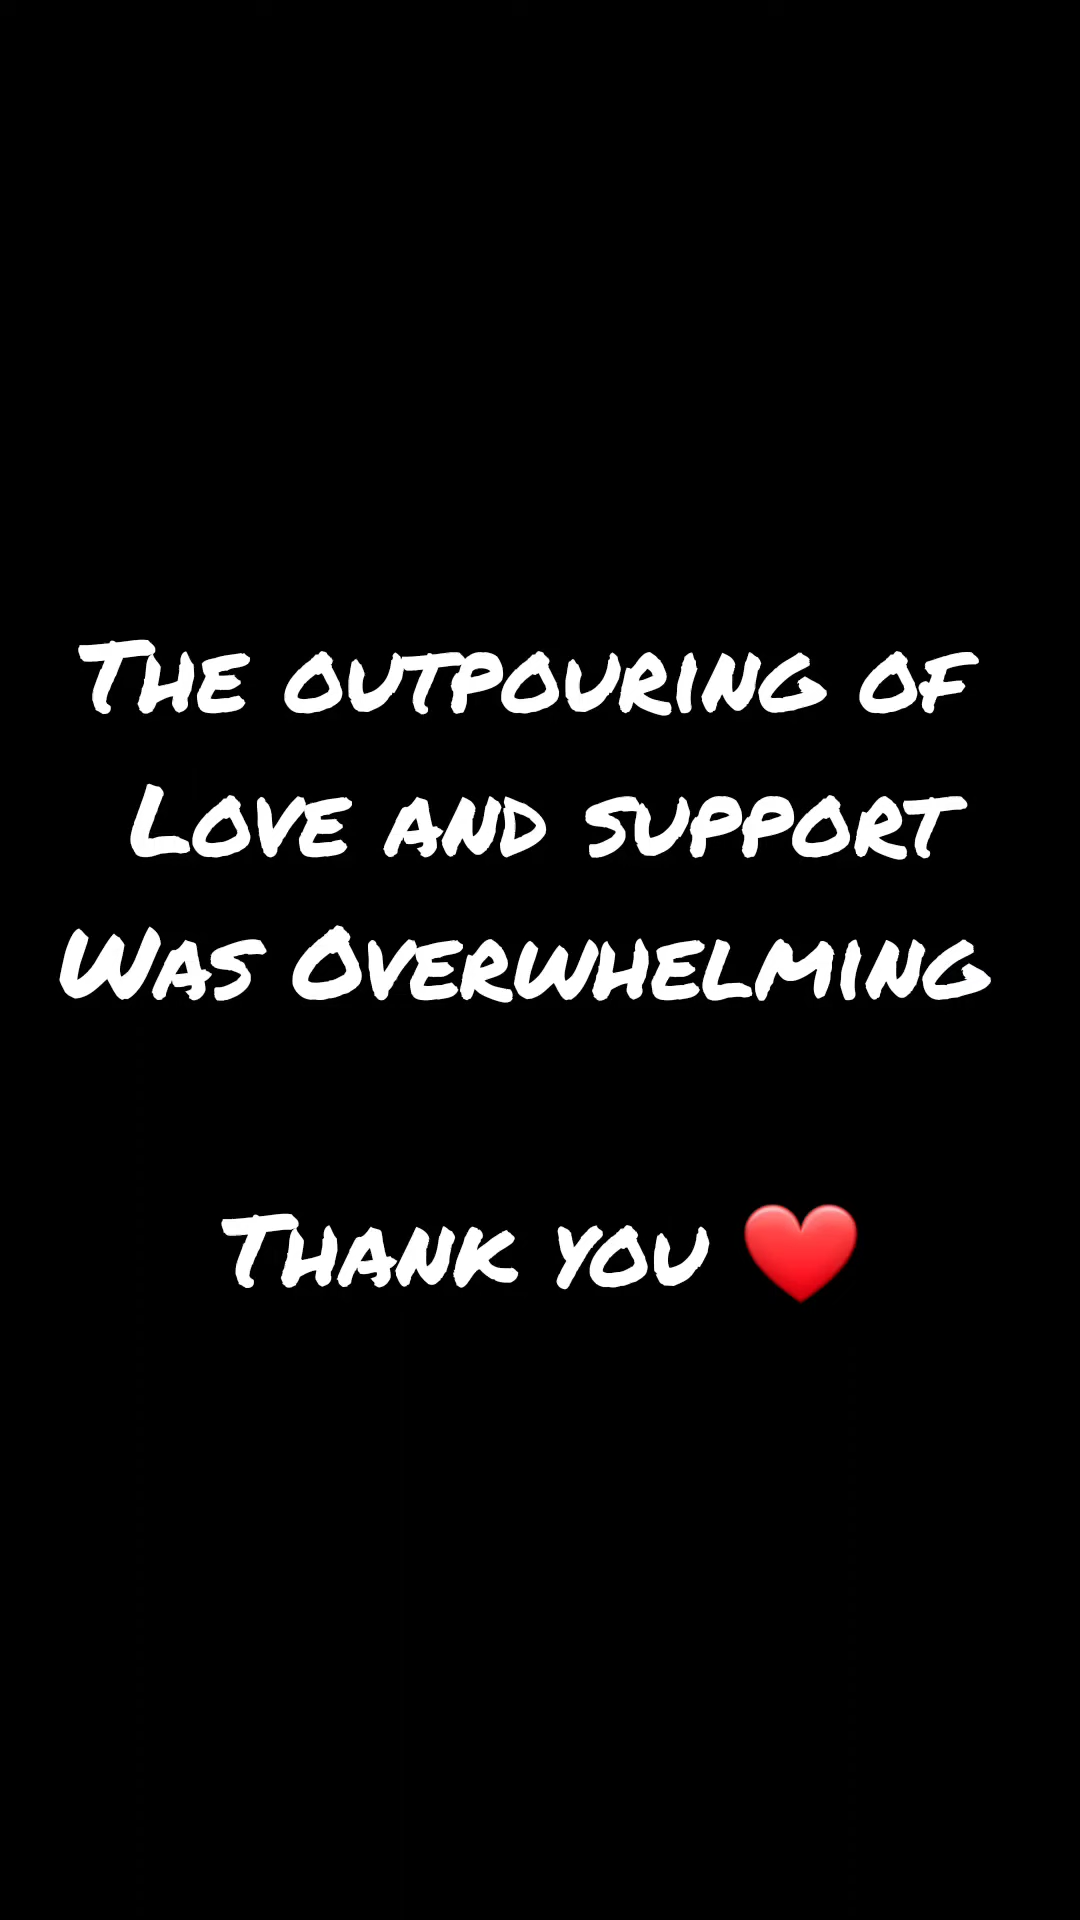 The outpouring of
Love and support
Was Overwhelming
Thank you ❤️